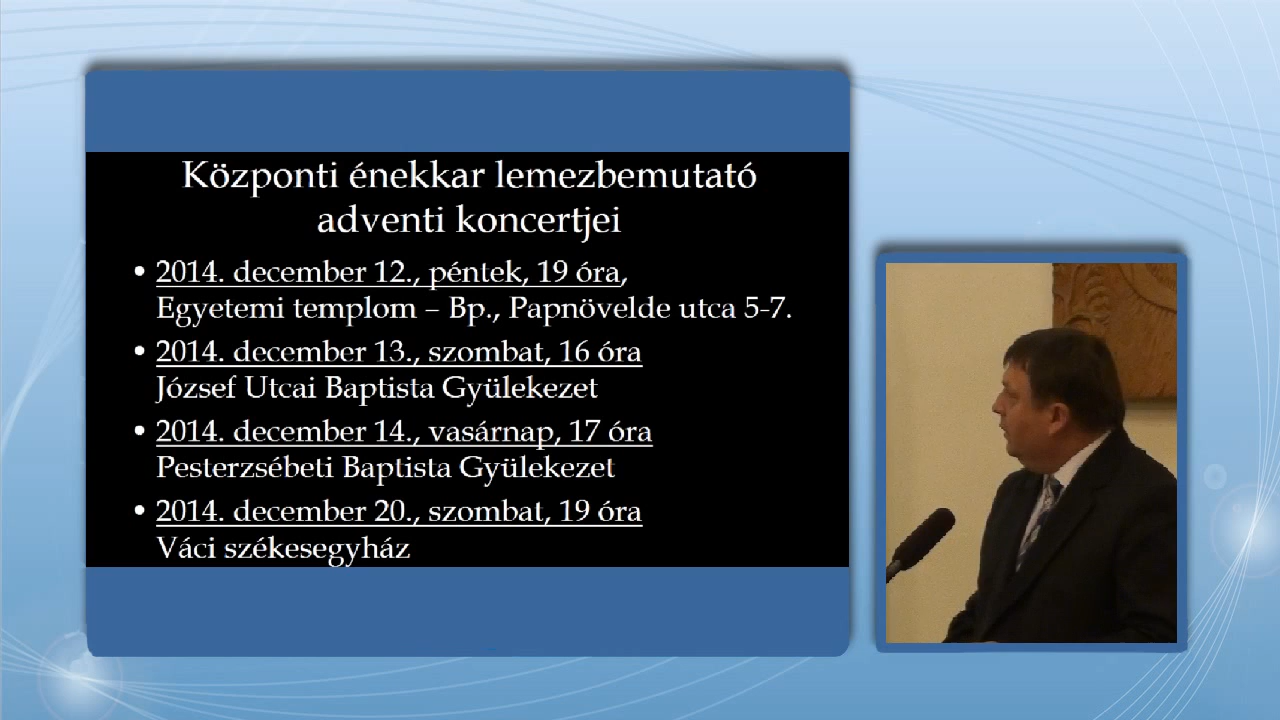 Központi énekkar lemezbemutató
adventi koncertjei
• 2014. december 12., péntek, 19 óra,
Egyetemi templom – Bp., Papnövelde utca 5-7.
• 2014. december 13., szombat, 16 óra
József Utcai Baptista Gyülekezet
• 2014. december 14., vasárnap, 17 óra
Pesterzsébeti Baptista Gyülekezet
• 2014. december 20., szombat, 19 óra
Váci székesegyház